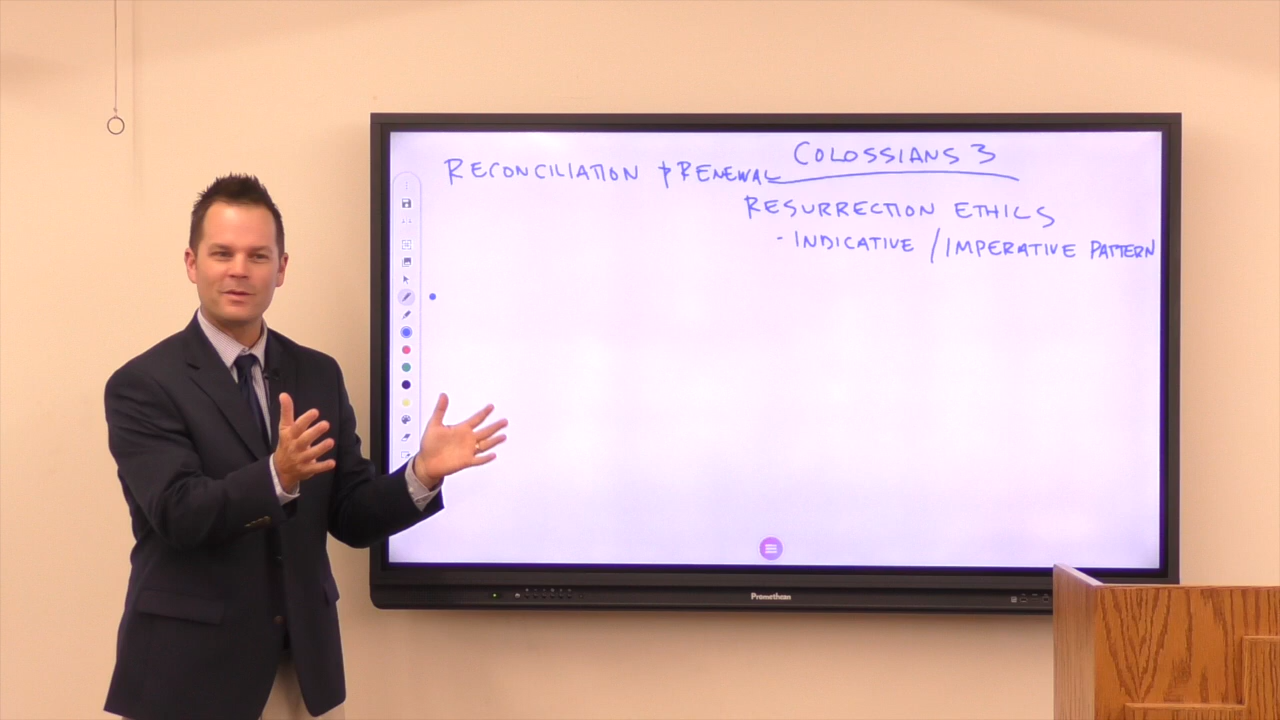 COLOSSIANS 3
RECONCILIATION & RENEWAL
RESURRECTION ETHICS
- INDICATIVE / IMPERATIVE PATTERN
Promethean